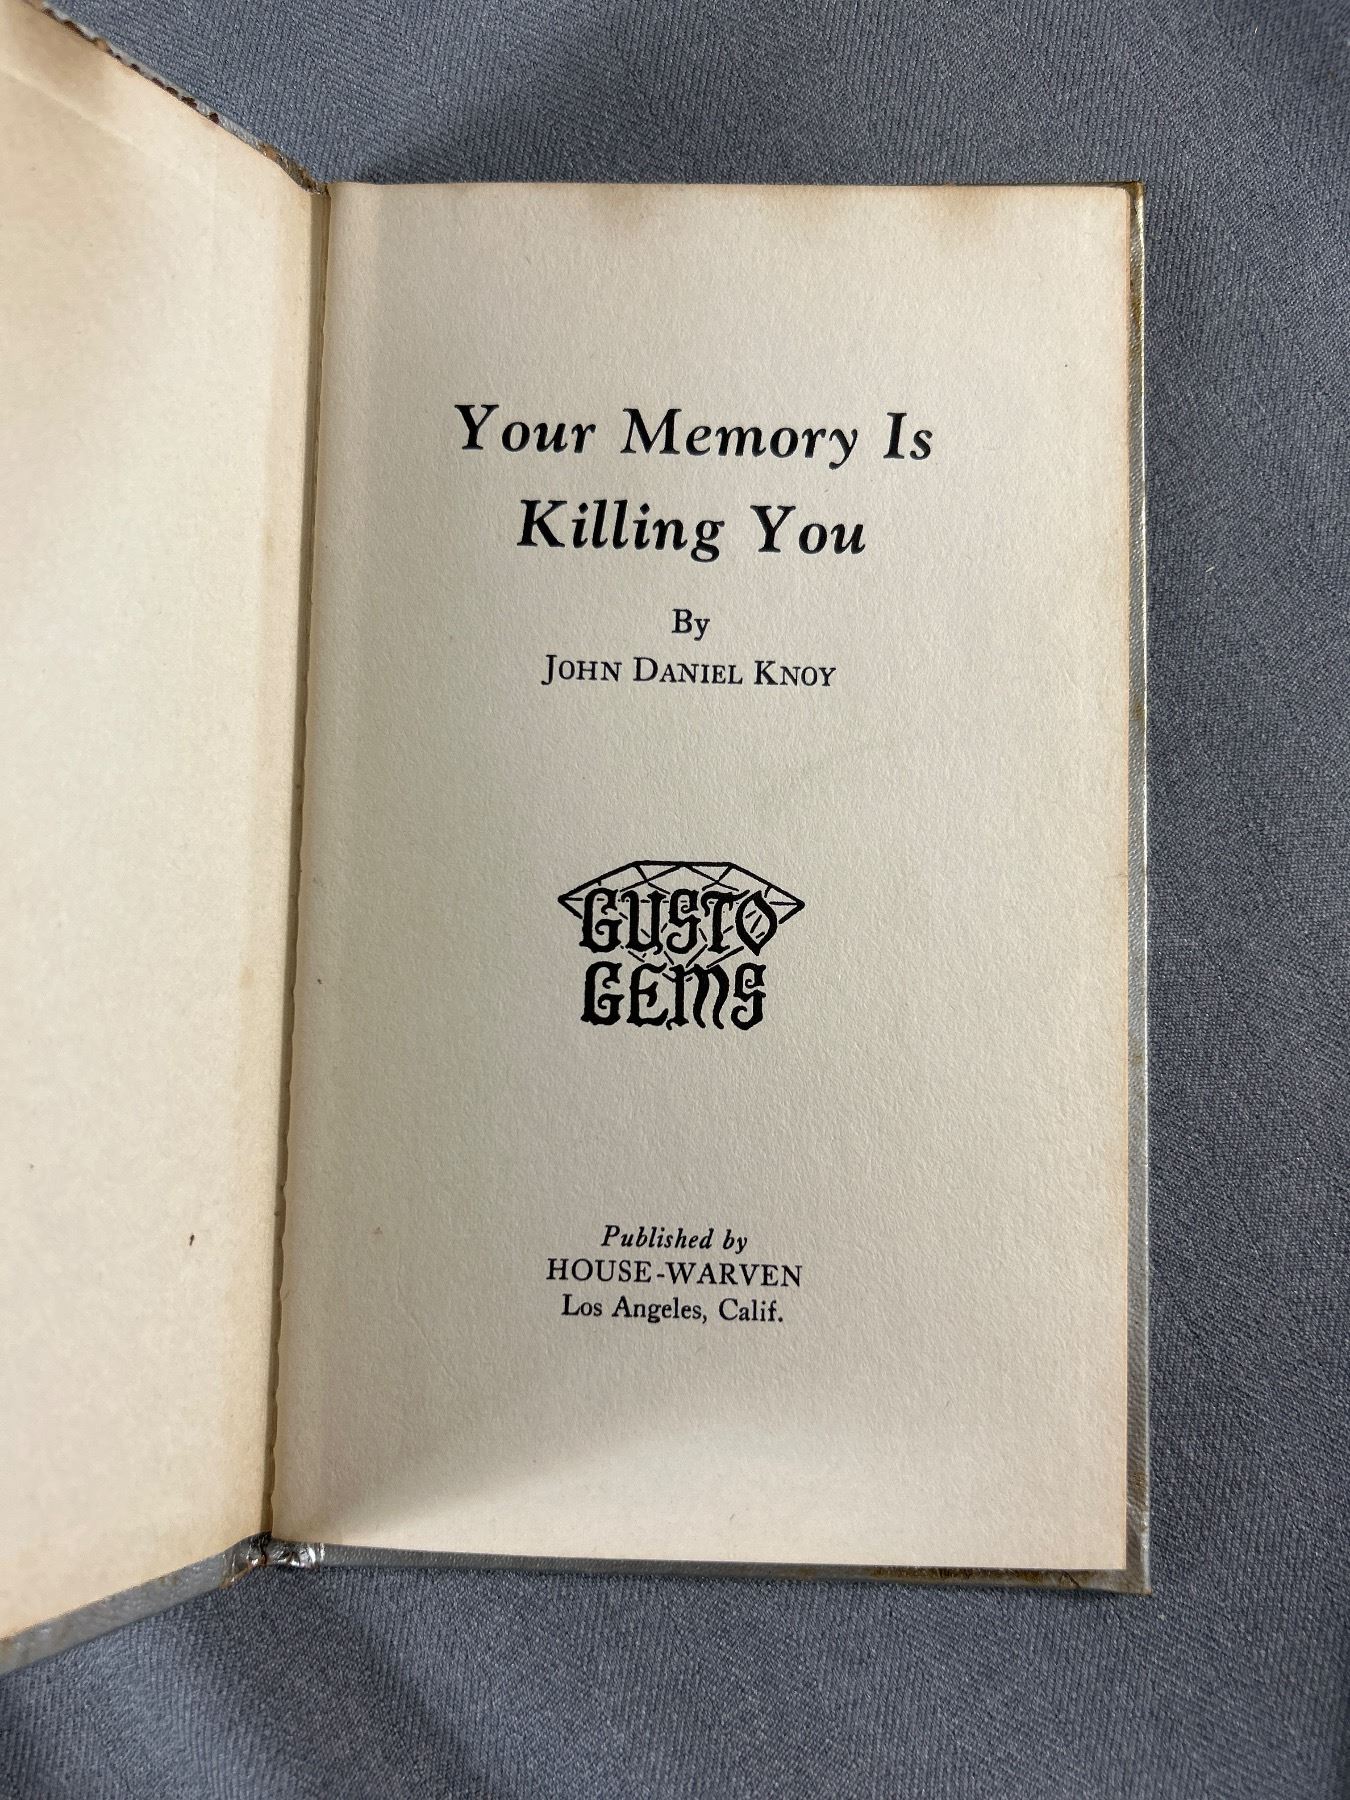 Your Memory Is
Killing You
By
JOHN DANIEL KNOY
GUSTO
GEMS
Published by
HOUSE-WARVEN
Los Angeles, Calif.